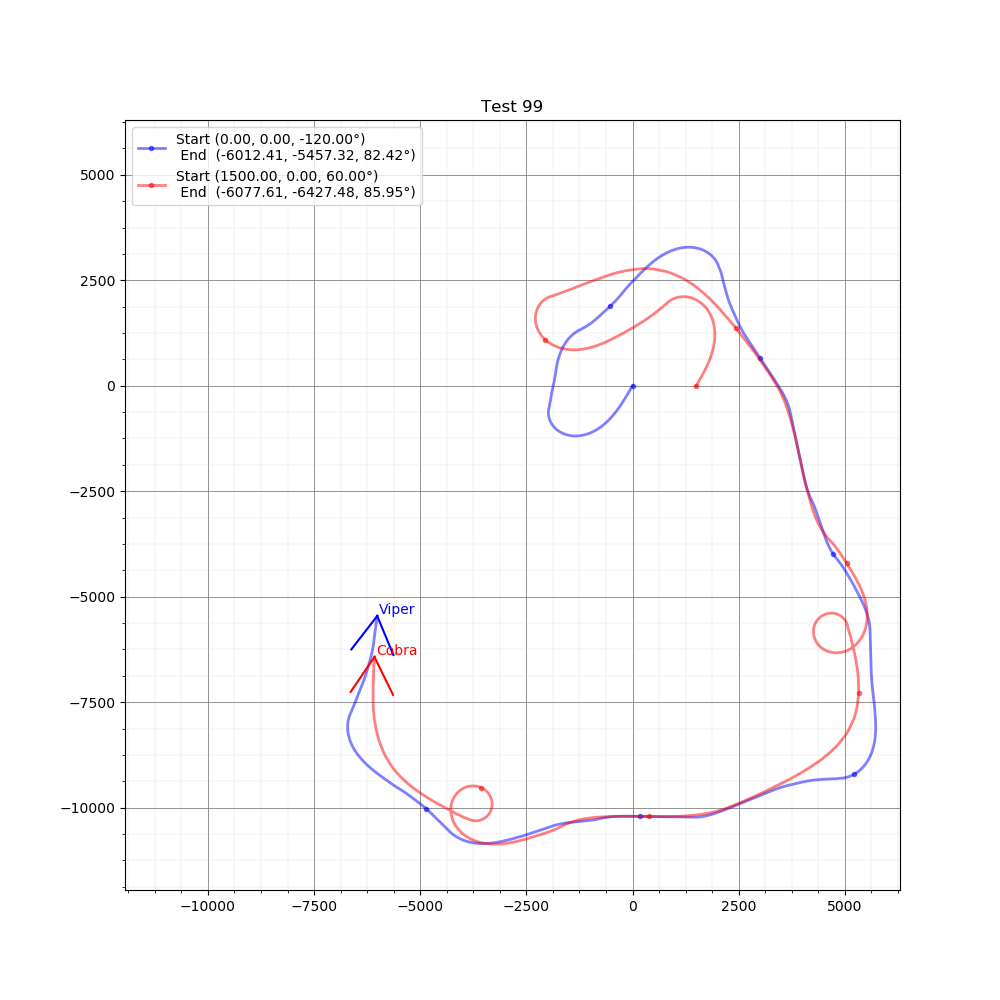 Test 99
Start (0.00, 0.00, -120.00°)
End (-6012.41, -5457.32, 82.42°)
Start (1500.00, 0.00, 60.00°)
End (-6077.61, -6427.48, 85.95°)
5000
2500
0
−2500
−5000
−7500
−10000
Viper
Cobra
−10000 −7500 −5000 −2500 0 2500 5000